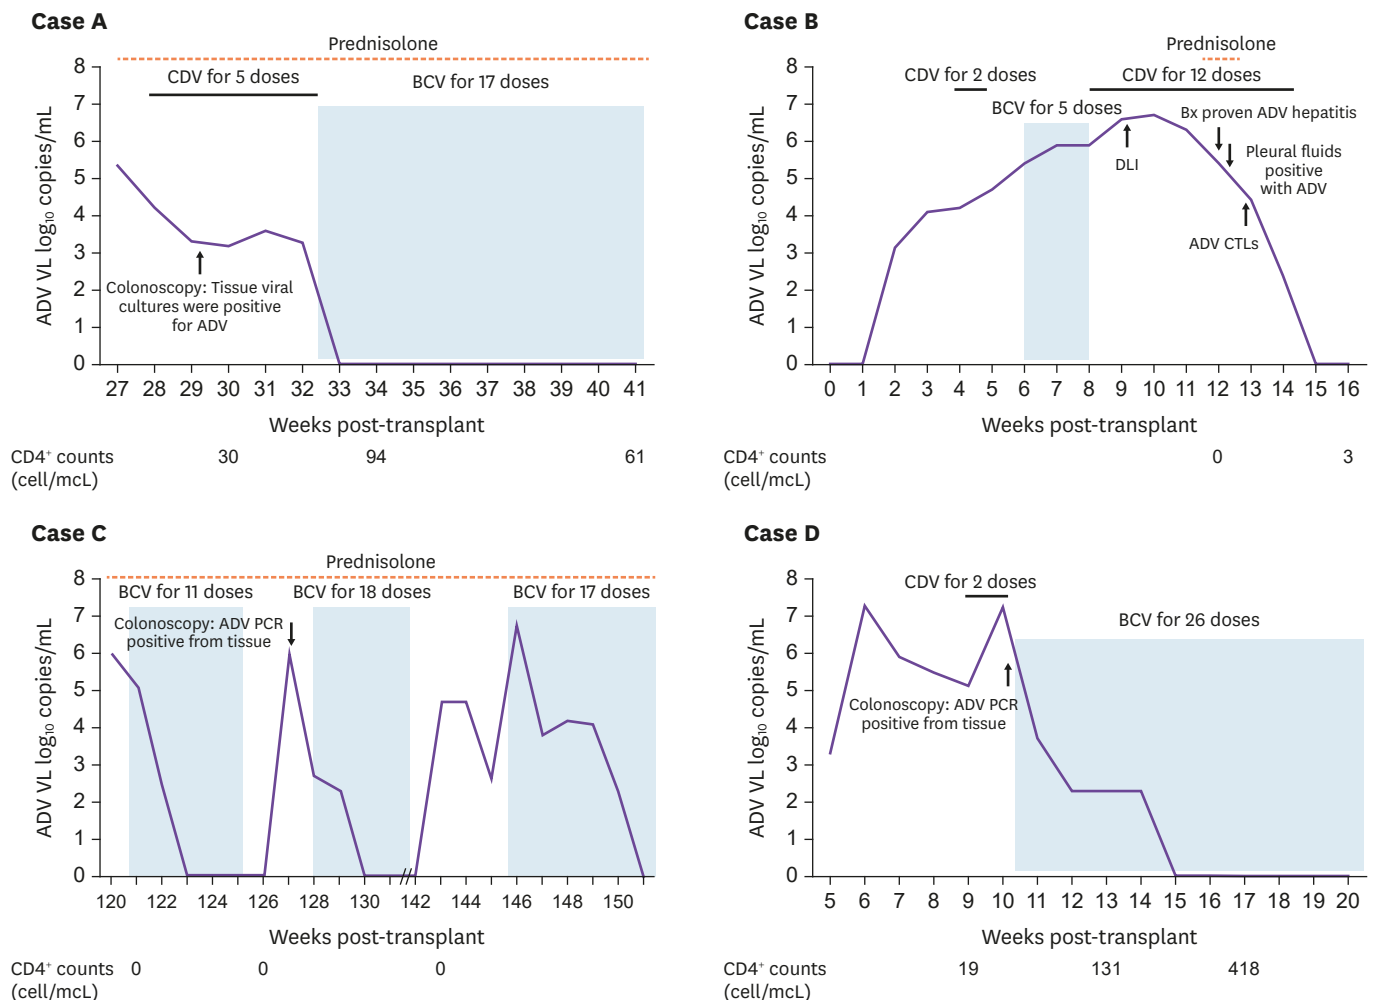 Case A
Prednisolone
CDV for 5 doses
BCV for 17 doses
ADV VL log₁₀ copies/mL
8
7
6
5
4
3
2
1
0
Colonoscopy: Tissue viral
cultures were positive
for ADV
27 28 29 30 31 32 33 34 35 36 37 38 39 40 41
Weeks post-transplant
CD4⁺ counts 30 94 61
(cell/mcL)
Case B
Prednisolone
CDV for 2 doses
CDV for 12 doses
BCV for 5 doses
Bx proven ADV hepatitis
DLI
Pleural fluids
positive
with ADV
ADV CTLs
ADV VL log₁₀ copies/mL
8
7
6
5
4
3
2
1
0
0 1 2 3 4 5 6 7 8 9 10 11 12 13 14 15 16
Weeks post-transplant
CD4⁺ counts 0 3
(cell/mcL)
Case C
Prednisolone
BCV for 11 doses
BCV for 18 doses
BCV for 17 doses
Colonoscopy: ADV PCR
positive from tissue
ADV VL log₁₀ copies/mL
8
7
6
5
4
3
2
1
0
120 122 124 126 128 130 142 144 146 148 150
Weeks post-transplant
CD4⁺ counts 0 0 0
(cell/mcL)
Case D
CDV for 2 doses
BCV for 26 doses
Colonoscopy: ADV PCR
positive from tissue
ADV VL log₁₀ copies/mL
8
7
6
5
4
3
2
1
0
5 6 7 8 9 10 11 12 13 14 15 16 17 18 19 20
Weeks post-transplant
CD4⁺ counts 19 131 418
(cell/mcL)